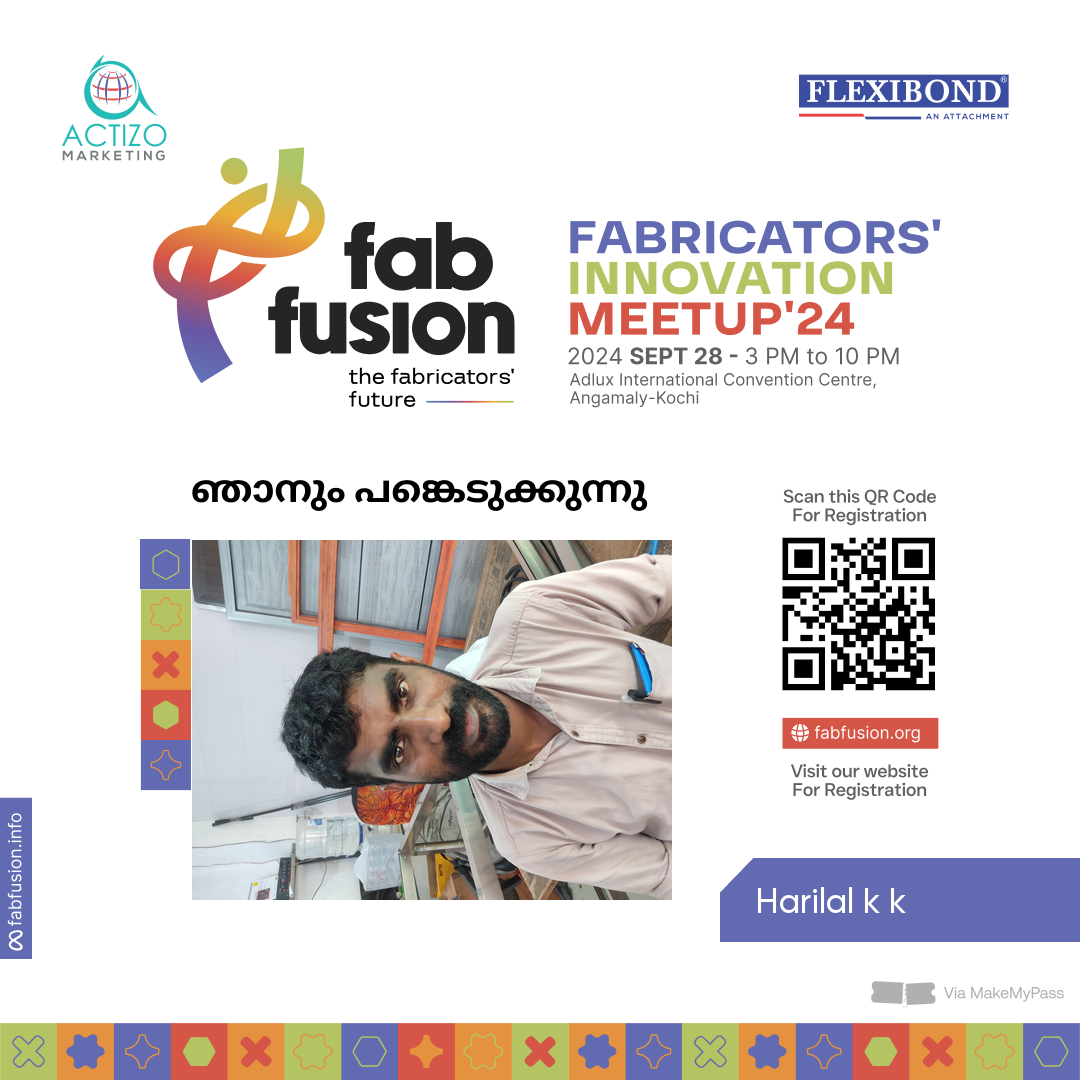 ACTIZO
MARKETING
FLEXIBOND®
AN ATTACHMENT
fab
fusion
the fabricators'
future
FABRICATORS'
INNOVATION
MEETUP'24
2024 SEPT 28 - 3 PM to 10 PM
Adlux International Convention Centre,
Angamaly-Kochi
ഞാനും പങ്കെടുക്കുന്നു
Scan this QR Code
For Registration
fabfusion.org
Visit our website
For Registration
fabfusion.info
Harilal k k
Via MakeMyPass